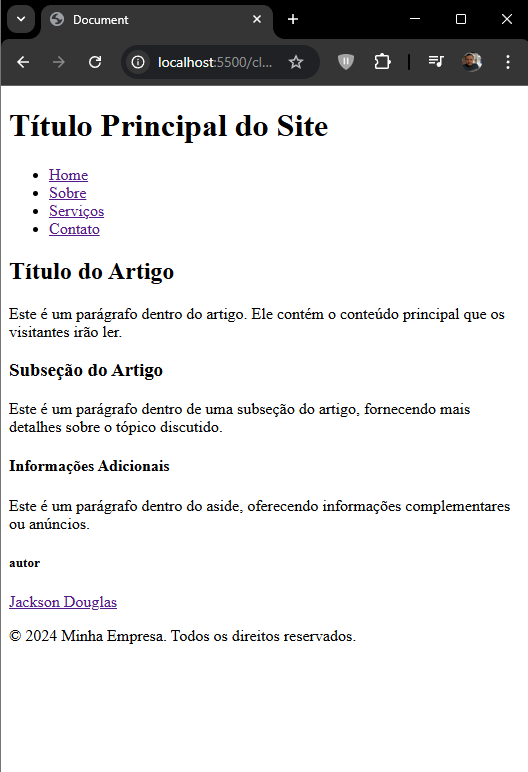 Document
localhost:5500/cl...
Título Principal do Site
Home
Sobre
Serviços
Contato
Título do Artigo
Este é um parágrafo dentro do artigo. Ele contém o conteúdo principal que os
visitantes irão ler.
Subseção do Artigo
Este é um parágrafo dentro de uma subseção do artigo, fornecendo mais
detalhes sobre o tópico discutido.
Informações Adicionais
Este é um parágrafo dentro do aside, oferecendo informações complementares
ou anúncios.
autor
Jackson Douglas
© 2024 Minha Empresa. Todos os direitos reservados.